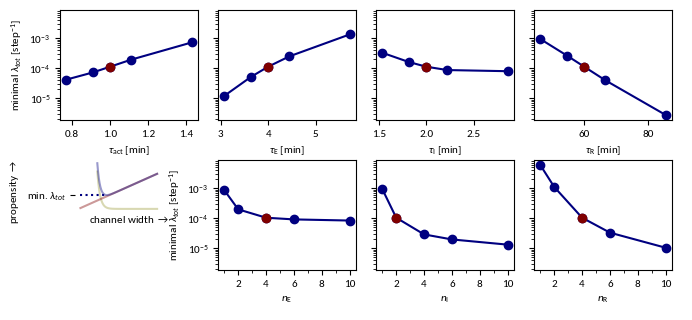 minimal λtot [step⁻¹]
10⁻³
10⁻⁴
10⁻⁵
0.8 1.0 1.2 1.4
τact [min]
3 4 5
τE [min]
1.5 2.0 2.5
τI [min]
60 80
τR [min]
propensity →
min. λtot
channel width →
minimal λtot [step⁻¹]
10⁻³
10⁻⁴
10⁻⁵
2 4 6 8 10
nE
2 4 6 8 10
nI
2 4 6 8 10
nR